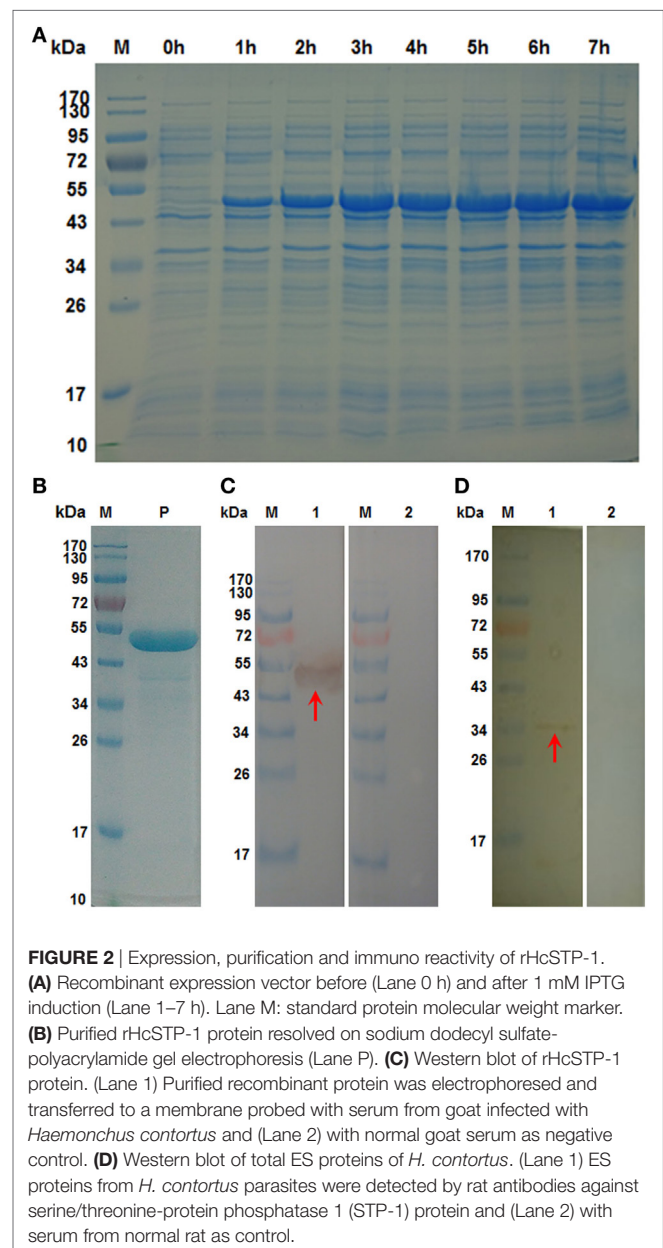 A
kDa M 0h 1h 2h 3h 4h 5h 6h 7h
170
130
95
72
55
43
34
26
17
10
B
kDa M P
170
130
95
72
55
43
34
26
17
10
C
kDa M 1 M 2
170
130
95
72
55
43
34
26
17
D
kDa M 1 2
170
95
72
55
43
34
26
17
FIGURE 2 | Expression, purification and immuno reactivity of rHcSTP-1.
(A) Recombinant expression vector before (Lane 0 h) and after 1 mM IPTG
induction (Lane 1–7 h). Lane M: standard protein molecular weight marker.
(B) Purified rHcSTP-1 protein resolved on sodium dodecyl sulfate-
polyacrylamide gel electrophoresis (Lane P). (C) Western blot of rHcSTP-1
protein. (Lane 1) Purified recombinant protein was electrophoresed and
transferred to a membrane probed with serum from goat infected with
Haemonchus contortus and (Lane 2) with normal goat serum as negative
control. (D) Western blot of total ES proteins of H. contortus. (Lane 1) ES
proteins from H. contortus parasites were detected by rat antibodies against
serine/threonine-protein phosphatase 1 (STP-1) protein and (Lane 2) with
serum from normal rat as control.